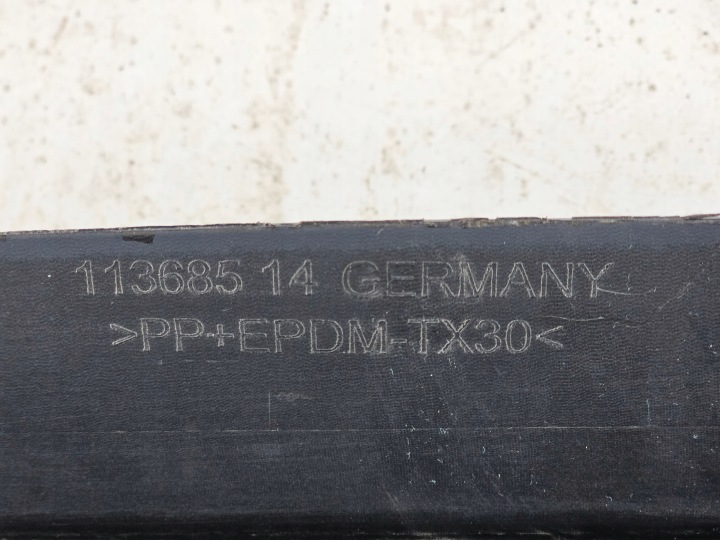 113685 14 GERMANY
>PP+EPDM-TX30<